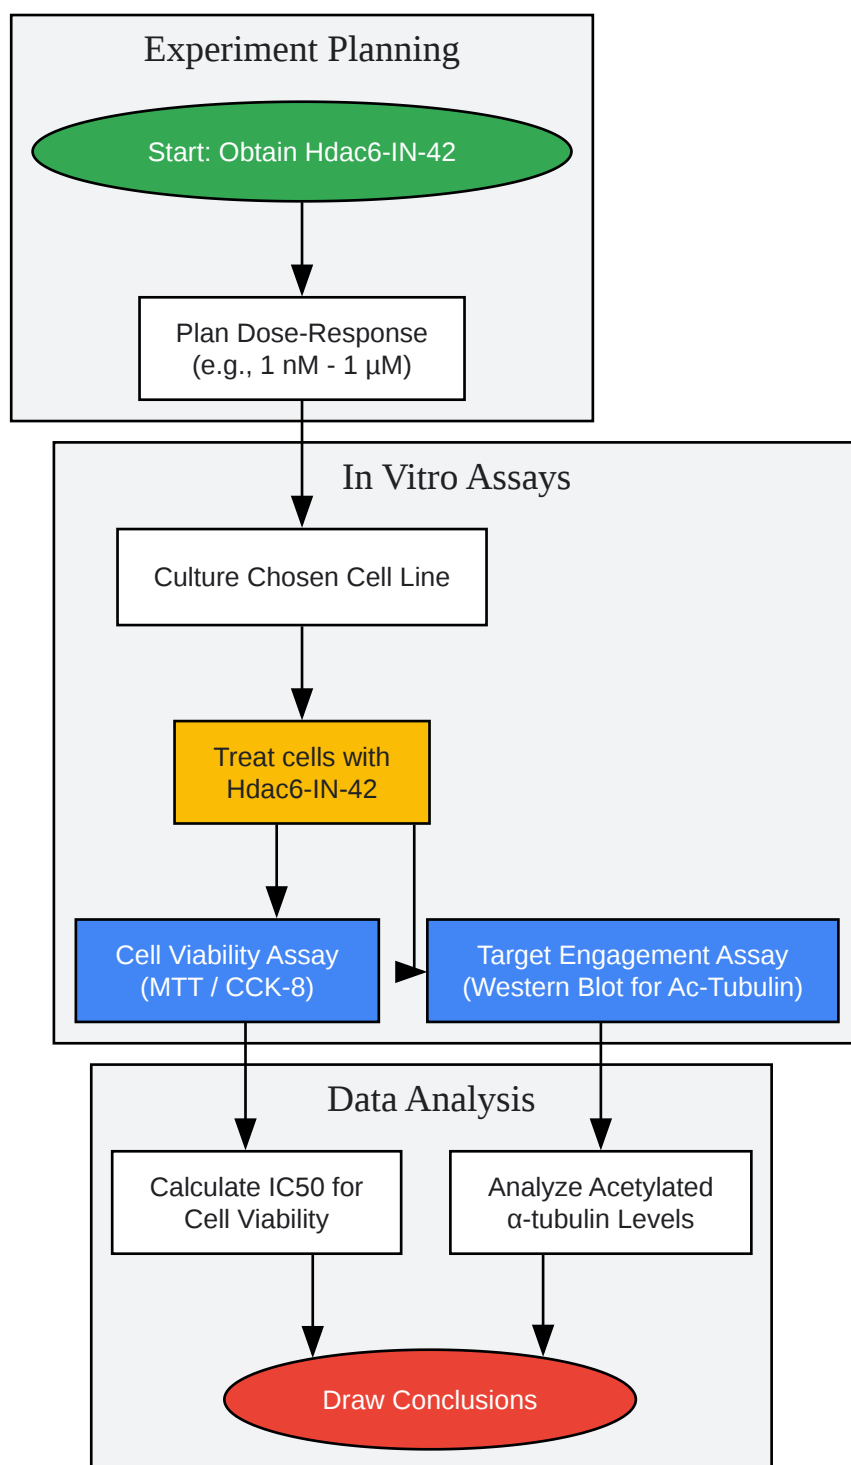 Experiment Planning
Start: Obtain Hdac6-IN-42
Plan Dose-Response
(e.g., 1 nM - 1 µM)
In Vitro Assays
Culture Chosen Cell Line
Treat cells with
Hdac6-IN-42
Cell Viability Assay
(MTT / CCK-8)
Target Engagement Assay
(Western Blot for Ac-Tubulin)
Data Analysis
Calculate IC50 for
Cell Viability
Analyze Acetylated
α-tubulin Levels
Draw Conclusions